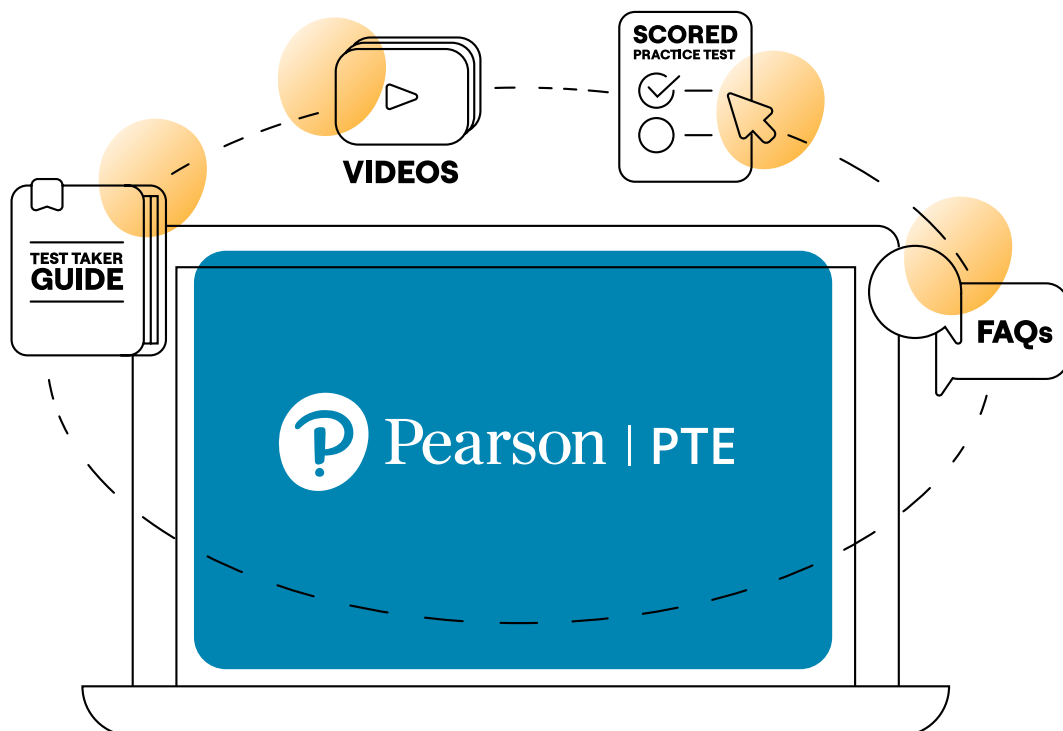 SCORED
PRACTICE TEST
VIDEOS
TEST TAKER
GUIDE
FAQs
Pearson | PTE